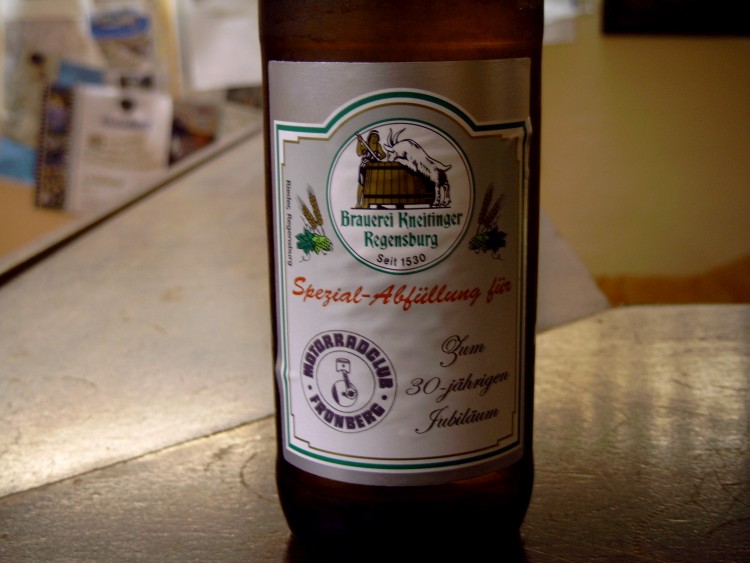 Brauerei Kneitinger
Regensburg
Seit 1530
Spezial-Abfüllung für
MOTORRADCLUB
FRONBERG
Zum
30-jährigen
Jubiläum